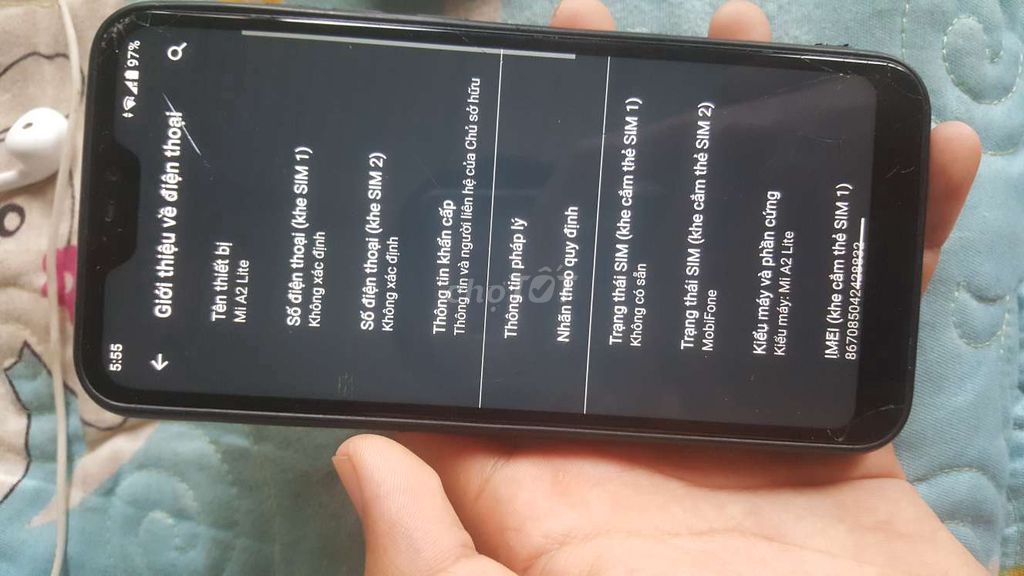 5:55
97%
Giới thiệu về điện thoại
Tên thiết bị
MI A2 Lite
Số điện thoại (khe SIM 1)
Không xác định
Số điện thoại (khe SIM 2)
Không xác định
Thông tin khẩn cấp
Thông tin và người liên hệ của Chủ sở hữu
Thông tin pháp lý
Nhãn theo quy định
Trạng thái SIM (khe cắm thẻ SIM 1)
Không có sẵn
Trạng thái SIM (khe cắm thẻ SIM 2)
MobiFone
Kiểu máy và phần cứng
Kiểu máy: MI A2 Lite
IMEI (khe cắm thẻ SIM 1)
chợTỐT